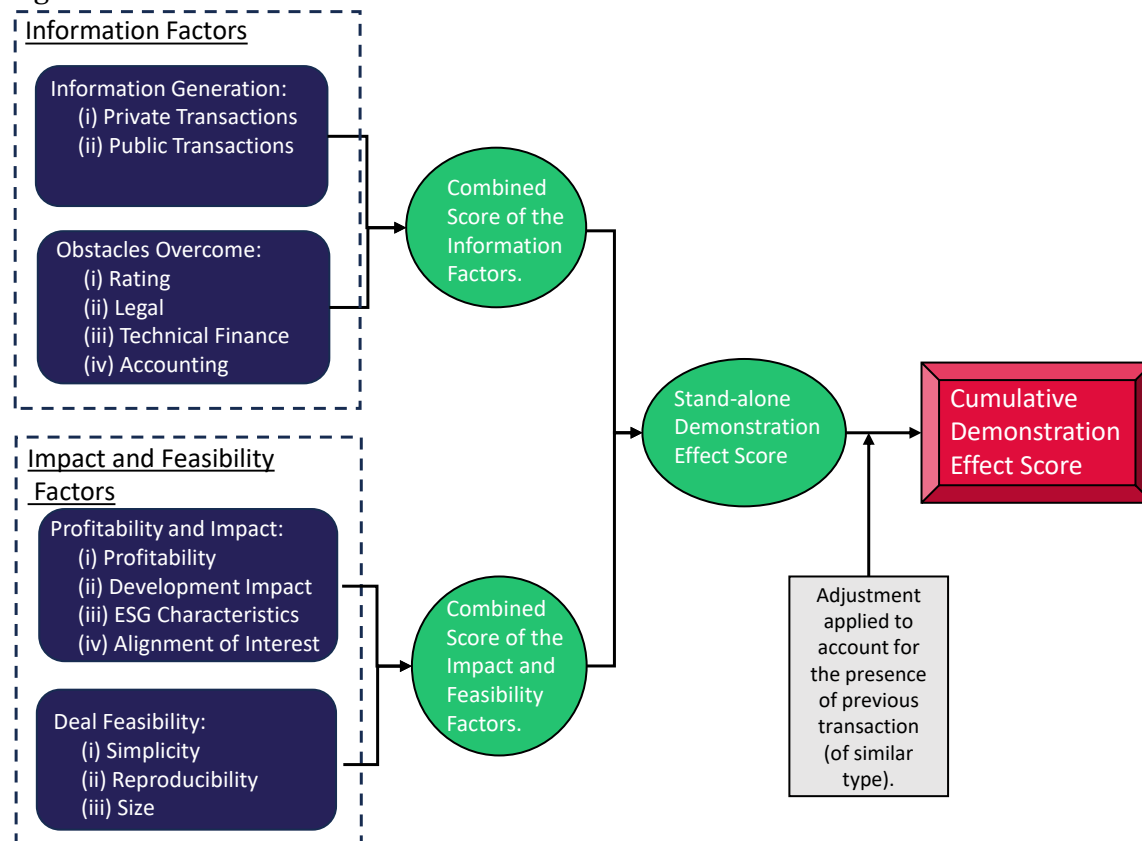 Information Factors
Information Generation:
(i) Private Transactions
(ii) Public Transactions
Obstacles Overcome:
(i) Rating
(ii) Legal
(iii) Technical Finance
(iv) Accounting
Combined
Score of the
Information
Factors.
Impact and Feasibility
Factors
Profitability and Impact:
(i) Profitability
(ii) Development Impact
(iii) ESG Characteristics
(iv) Alignment of Interest
Deal Feasibility:
(i) Simplicity
(ii) Reproducibility
(iii) Size
Combined
Score of the
Impact and
Feasibility
Factors.
Stand-alone
Demonstration
Effect Score
Adjustment
applied to
account for
the presence
of previous
transaction
(of similar
type).
Cumulative
Demonstration
Effect Score